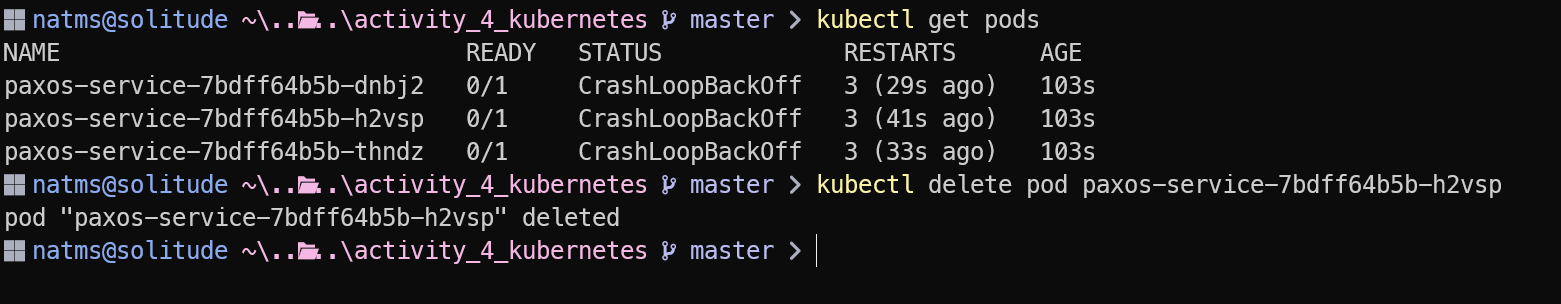 natms@solitude ~\..\..\activity_4_kubernetes master > kubectl get pods
NAME                             READY   STATUS             RESTARTS      AGE
paxos-service-7bdff64b5b-dnbj2   0/1     CrashLoopBackOff   3 (29s ago)   103s
paxos-service-7bdff64b5b-h2vsp   0/1     CrashLoopBackOff   3 (41s ago)   103s
paxos-service-7bdff64b5b-thndz   0/1     CrashLoopBackOff   3 (33s ago)   103s
natms@solitude ~\..\..\activity_4_kubernetes master > kubectl delete pod paxos-service-7bdff64b5b-h2vsp
pod "paxos-service-7bdff64b5b-h2vsp" deleted
natms@solitude ~\..\..\activity_4_kubernetes master >